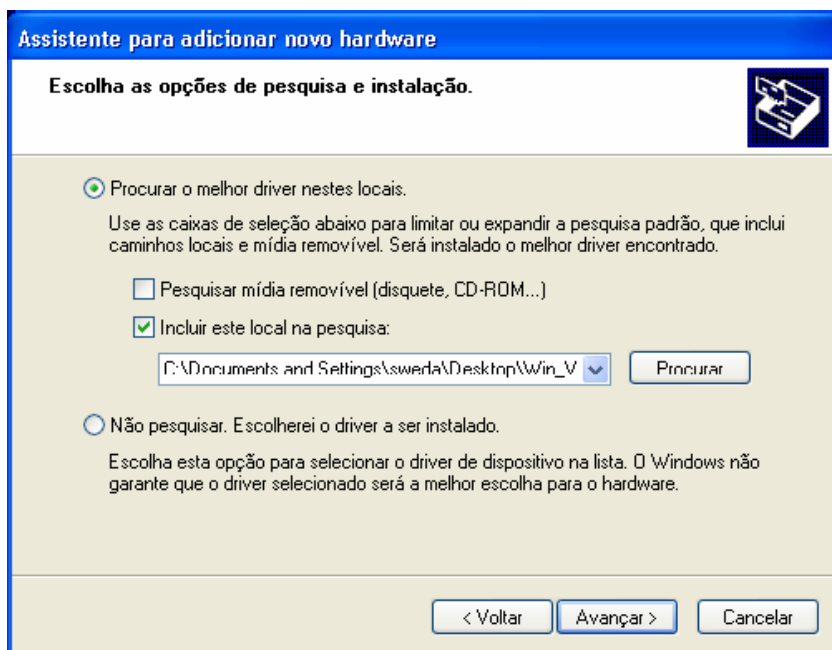 Assistente para adicionar novo hardware
Escolha as opções de pesquisa e instalação.
Procurar o melhor driver nestes locais.
Use as caixas de seleção abaixo para limitar ou expandir a pesquisa padrão, que inclui
caminhos locais e mídia removível. Será instalado o melhor driver encontrado.
Pesquisar mídia removível (disquete, CD-ROM...)
Incluir este local na pesquisa:
C:\Documents and Settings\sweda\Desktop\Win_V
Procurar
Não pesquisar. Escolherei o driver a ser instalado.
Escolha esta opção para selecionar o driver de dispositivo na lista. O Windows não
garante que o driver selecionado será a melhor escolha para o hardware.
< Voltar
Avançar >
Cancelar